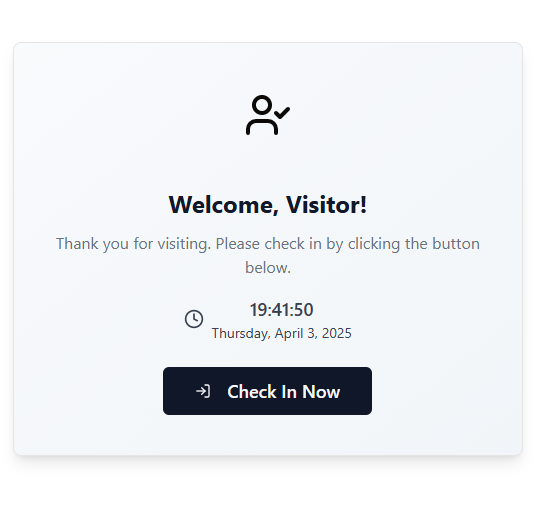 Welcome, Visitor!
Thank you for visiting. Please check in by clicking the button
below.
19:41:50
Thursday, April 3, 2025
Check In Now